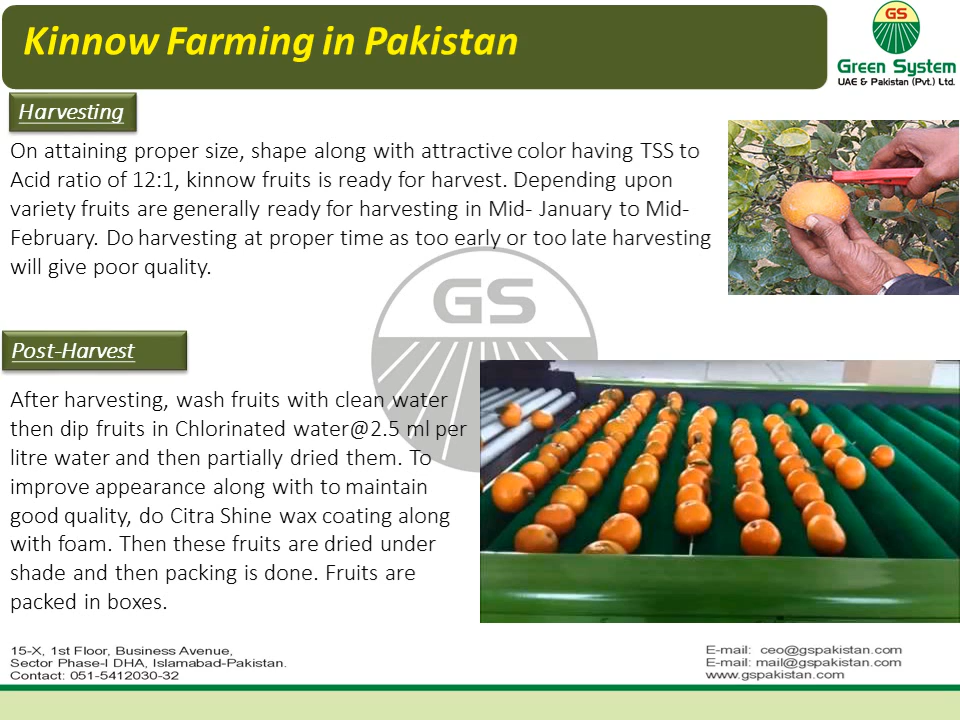 Kinnow Farming in Pakistan
GS
Green System
UAE & Pakistan (Pvt.) Ltd.
Harvesting
On attaining proper size, shape along with attractive color having TSS to
Acid ratio of 12:1, kinnow fruits is ready for harvest. Depending upon
variety fruits are generally ready for harvesting in Mid- January to Mid-
February. Do harvesting at proper time as too early or too late harvesting
will give poor quality.
GS
Post-Harvest
After harvesting, wash fruits with clean water
then dip fruits in Chlorinated water@2.5 ml per
litre water and then partially dried them. To
improve appearance along with to maintain
good quality, do Citra Shine wax coating along
with foam. Then these fruits are dried under
shade and then packing is done. Fruits are
packed in boxes.
15-X, 1st Floor, Business Avenue,
Sector Phase-I DHA, Islamabad-Pakistan.
Contact: 051-5412030-32
E-mail: ceo@gspakistan.com
E-mail: mail@gspakistan.com
www.gspakistan.com